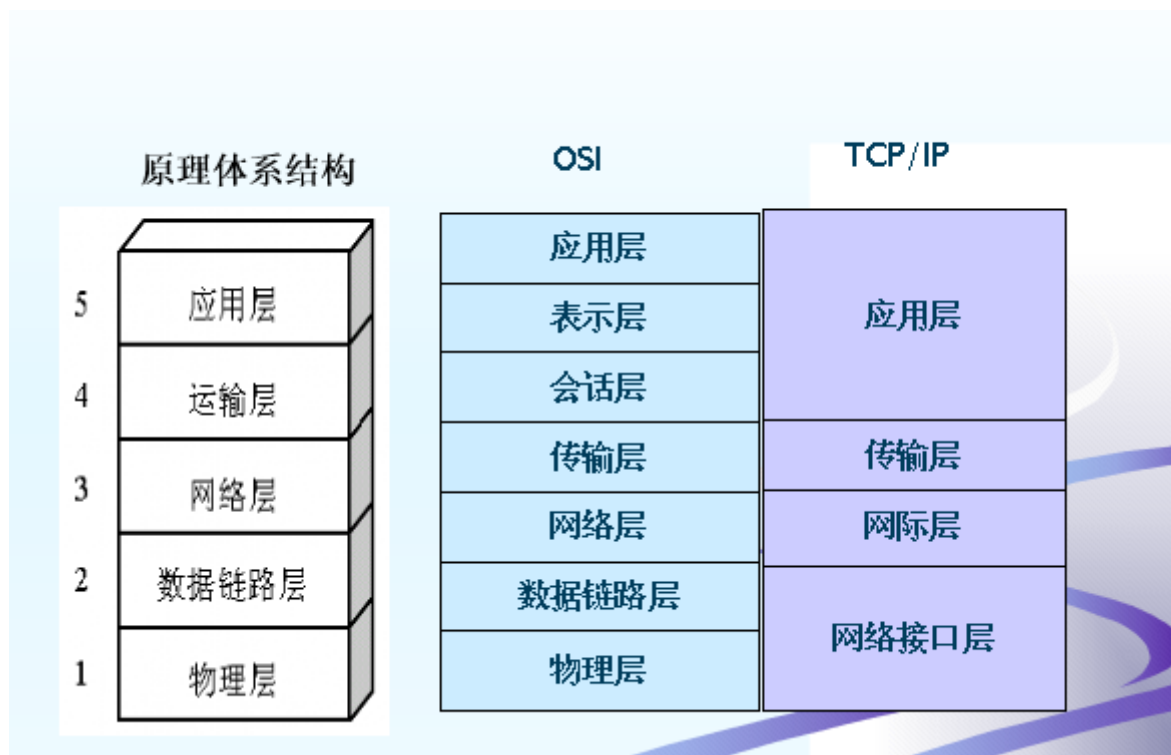 原理体系结构
5
应用层
4
运输层
3
网络层
2
数据链路层
1
物理层
OSI
应用层
表示层
会话层
传输层
网络层
数据链路层
物理层
TCP/IP
应用层
传输层
网际层
网络接口层